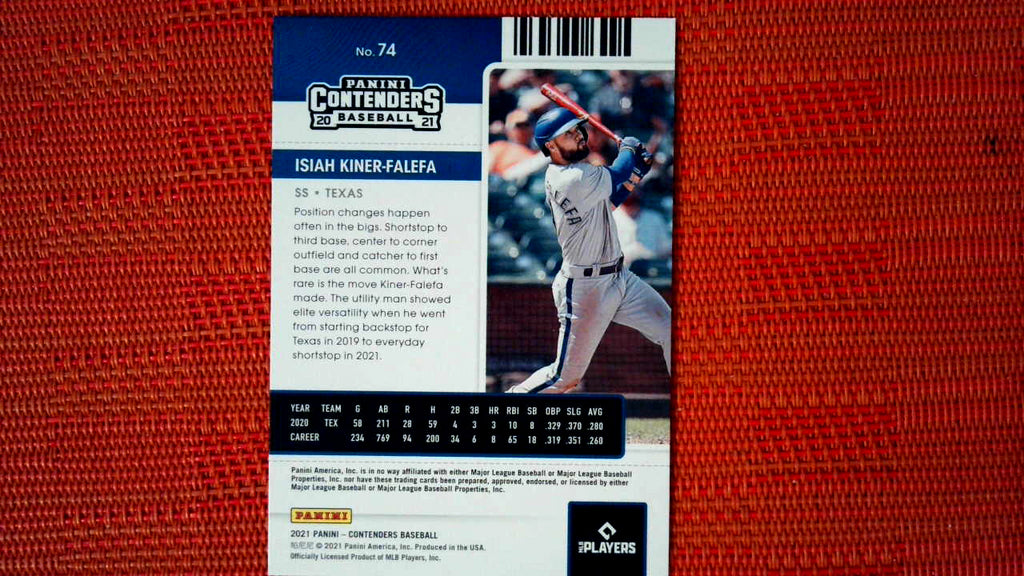 No. 74
PANINI
CONTENDERS
20 BASEBALL 21
ISIAH KINER-FALEFA
SS • TEXAS
Position changes happen
often in the bigs. Shortstop to
third base, center to corner
outfield and catcher to first
base are all common. What's
rare is the move Kiner-Falefa
made. The utility man showed
elite versatility when he went
from starting backstop for
Texas in 2019 to everyday
shortstop in 2021.
LEFA
YEAR TEAM G AB R H 2B 3B HR RBI SB OBP SLG AVG
2020 TEX 58 211 28 59 4 3 3 10 8 .329 .370 .280
CAREER 234 769 94 200 34 6 8 65 18 .319 .351 .260
Panini America, Inc. is in no way affiliated with either Major League Baseball or Major League Baseball
Properties, Inc. nor have these trading cards been prepared, approved, endorsed, or licensed by either
Major League Baseball or Major League Baseball Properties, Inc.
PANINI
2021 PANINI – CONTENDERS BASEBALL
帕尼尼 © 2021 Panini America, Inc. Produced in the USA.
Officially Licensed Product of MLB Players, Inc.
MLB PLAYERS